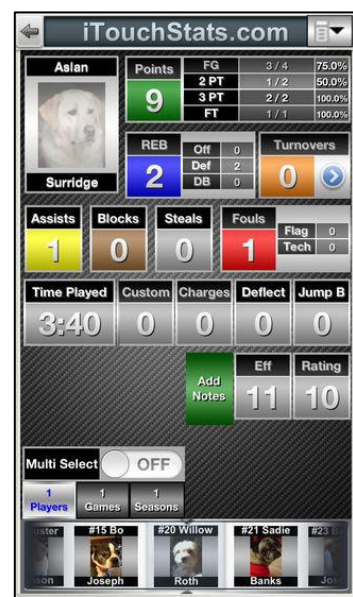 iTouchStats.com
Aslan
Surridge
Points
9
FG 3 / 4 75.0%
2 PT 1 / 2 50.0%
3 PT 2 / 2 100.0%
FT 1 / 1 100.0%
REB
2
Off 0
Def 2
DB 0
Turnovers
0
Assists Blocks Steals Fouls
1 0 0 1
Flag 0
Tech 0
Time Played Custom Charges Deflect Jump B
3:40 0 0 0 0
Add Notes
Eff Rating
11 10
Multi Select OFF
1 1 1
Players Games Seasons
#15 Bo #20 Willow #21 Sadie #23
Joseph Roth Banks